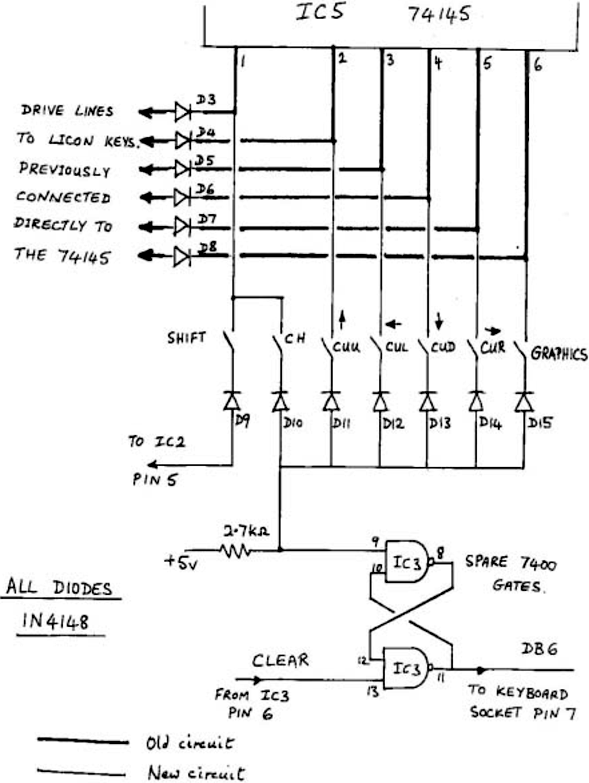 IC5 74145
1 2 3 4 5 6
D3
DRIVE LINES
D4
TO LICON KEYS.
D5
PREVIOUSLY
D6
CONNECTED
D7
DIRECTLY TO
D8
THE 74145
SHIFT CH CUU CUL CUD CUR GRAPHICS
D9 D10 D11 D12 D13 D14 D15
TO IC2
PIN 5
2.7kΩ
+5v
9 IC3 8
10
SPARE 7400
GATES.
ALL DIODES
IN4148
CLEAR
12 IC3 11
13
DB6
FROM IC3
PIN 6
TO KEYBOARD
SOCKET PIN 7
Old circuit
New circuit